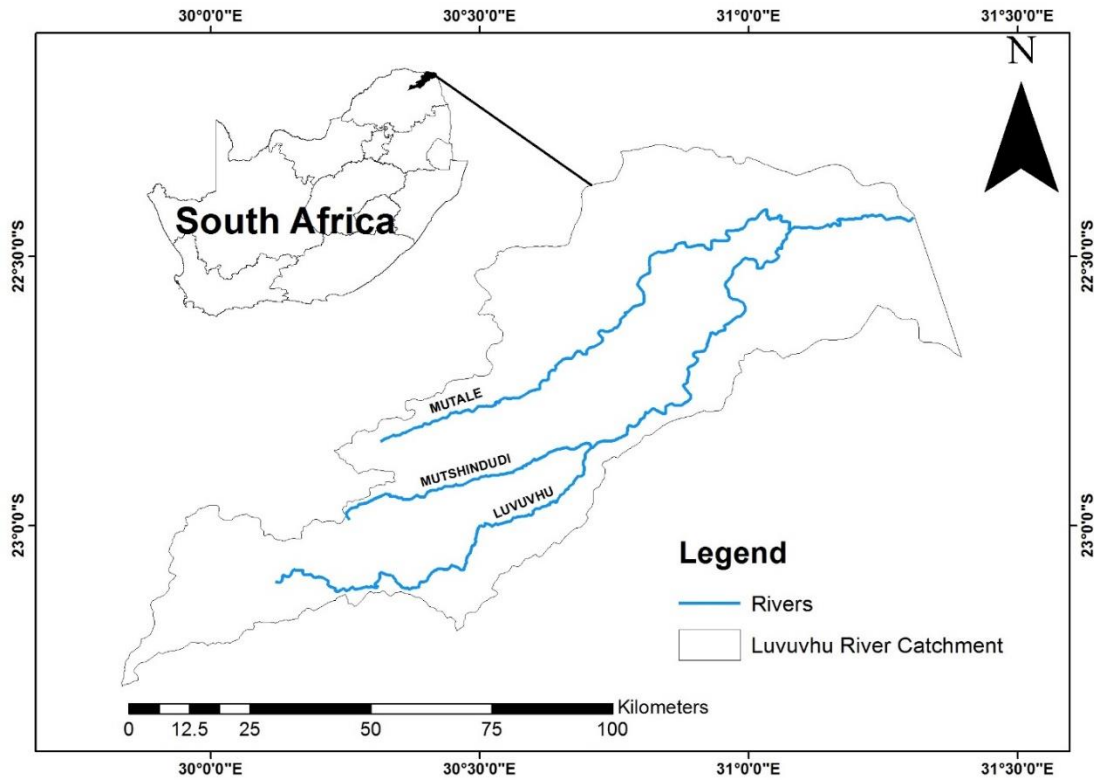 30°0'0"E 30°30'0"E 31°0'0"E 31°30'0"E
N
South Africa
22°30'0"S 22°30'0"S
MUTALE
MUTSHINDUDI
LUVUVHU
23°0'0"S 23°0'0"S
Legend
Rivers
Luvuvhu River Catchment
Kilometers
0 12.5 25 50 75 100
30°0'0"E 30°30'0"E 31°0'0"E 31°30'0"E